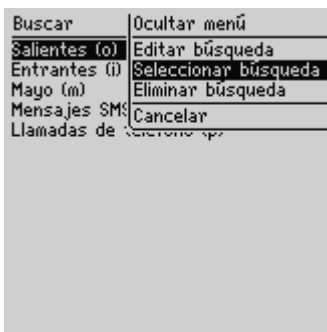 Buscar
Salientes (o)
Entrantes (i)
Mayo (m)
Mensajes SMS
Llamadas de
Ocultar menú
Editar búsqueda
Seleccionar búsqueda
Eliminar búsqueda
Cancelar